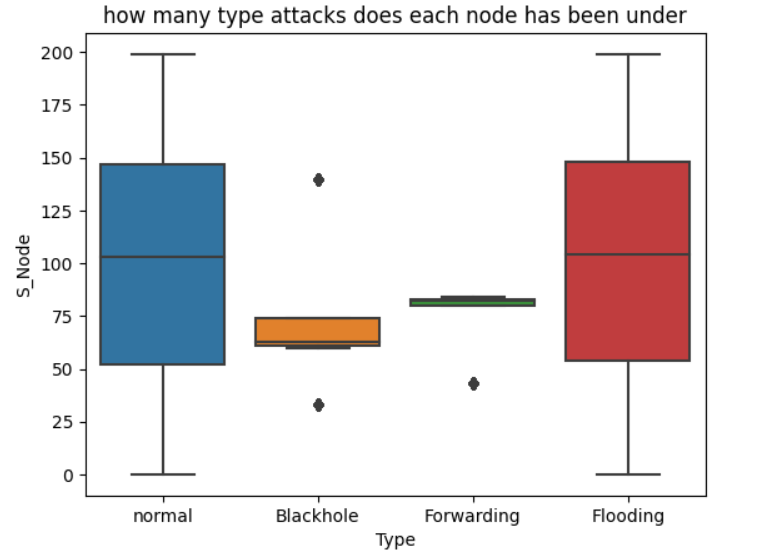 how many type attacks does each node has been under
200
175
150
125
100
75
50
25
0
S_Node
normal Blackhole Forwarding Flooding
Type